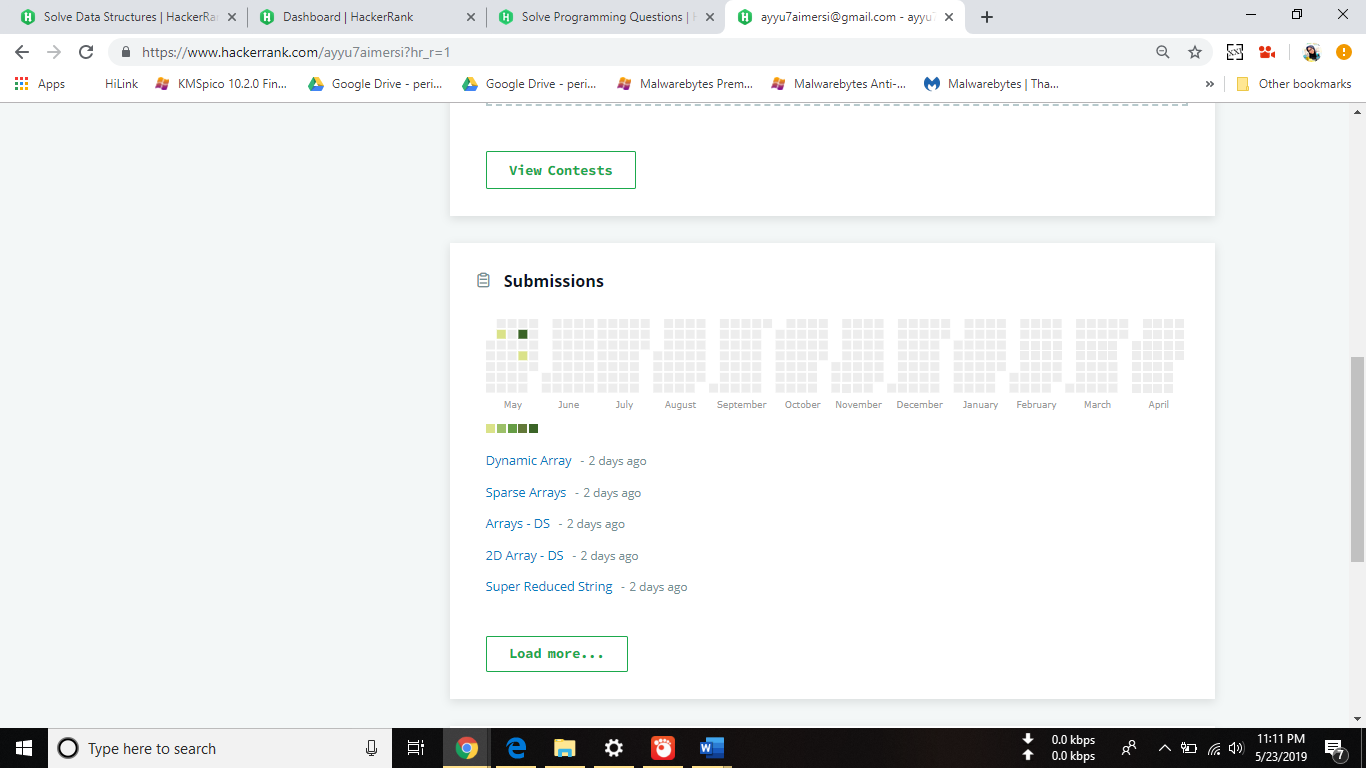 Solve Data Structures | HackerRa
Dashboard | HackerRank
Solve Programming Questions | H
ayyu7aimersi@gmail.com - ayyu7
https://www.hackerrank.com/ayyu7aimersi?hr_r=1
Apps HiLink KMSpico 10.2.0 Fin... Google Drive - peri... Google Drive - peri... Malwarebytes Prem... Malwarebytes Anti-... Malwarebytes | Tha... » Other bookmarks
View Contests
Submissions
May June July August September October November December January February March April
Dynamic Array - 2 days ago
Sparse Arrays - 2 days ago
Arrays - DS - 2 days ago
2D Array - DS - 2 days ago
Super Reduced String - 2 days ago
Load more...
Type here to search
0.0 kbps
0.0 kbps
11:11 PM
5/23/2019
7